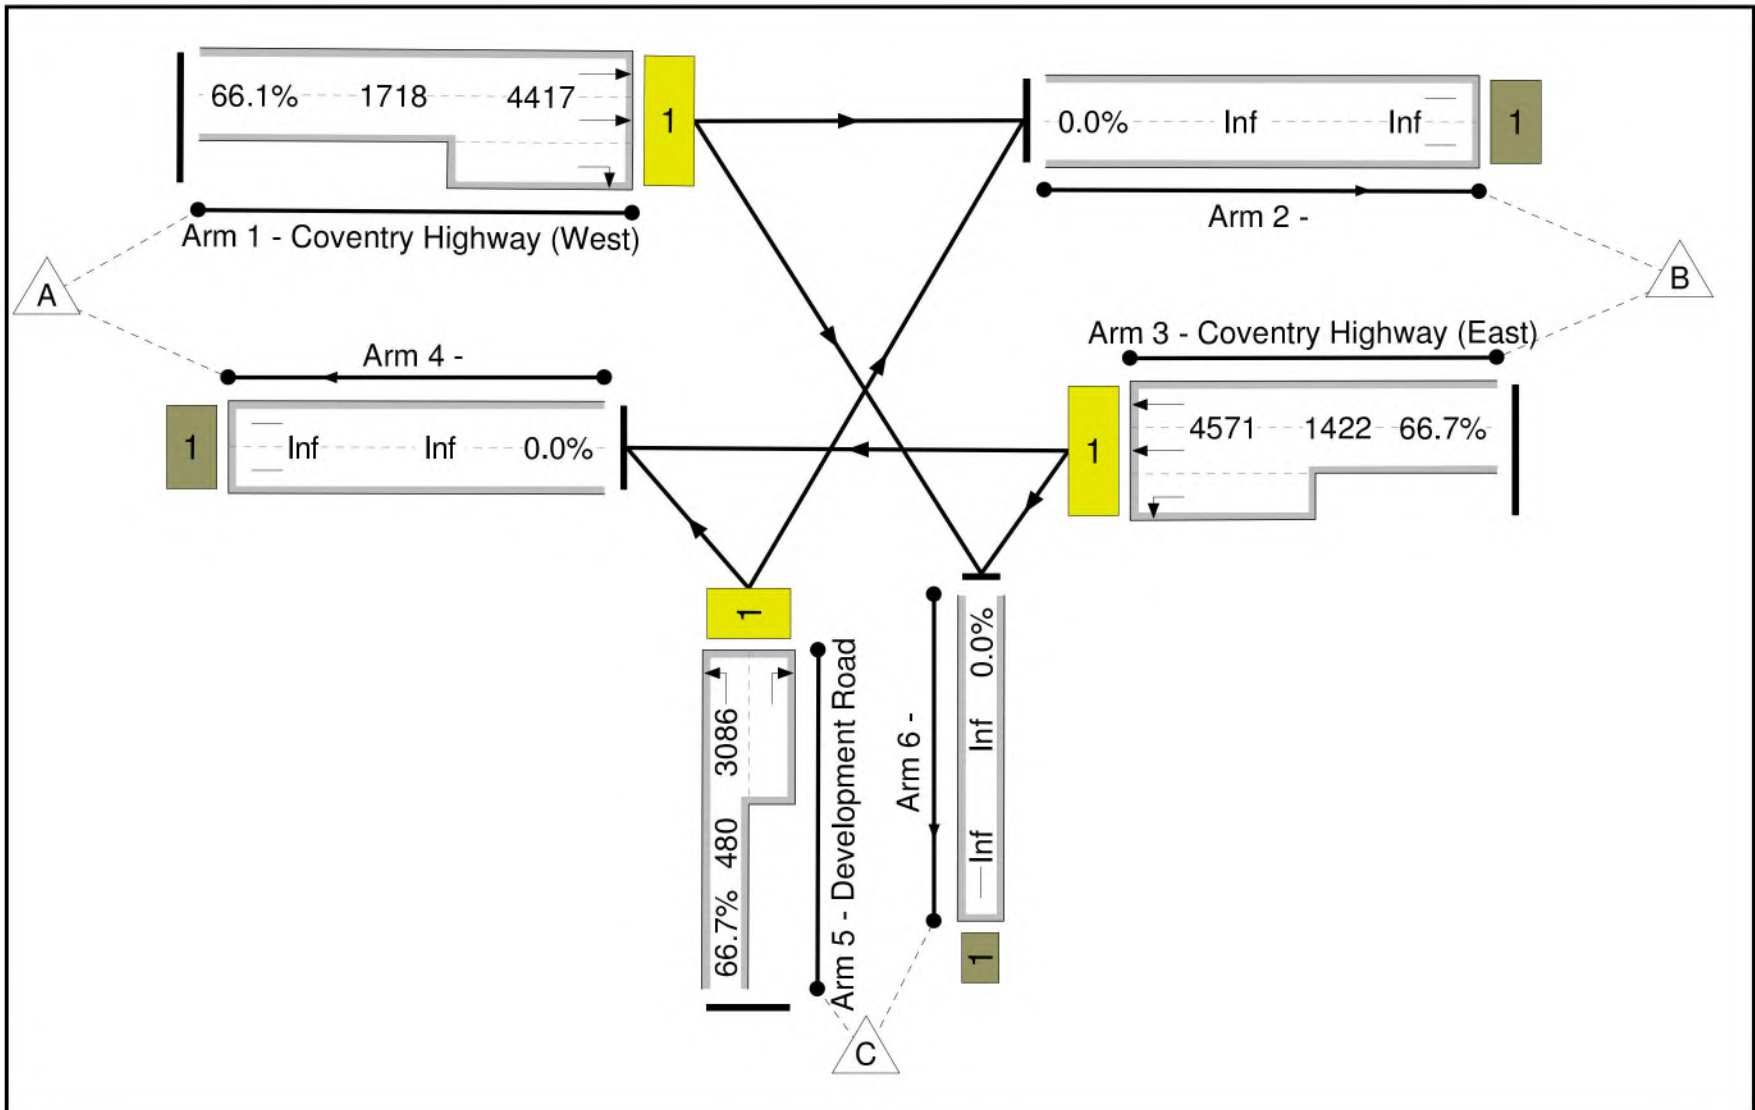 66.1% 1718 4417
1
Arm 1 - Coventry Highway (West)
0.0% Inf Inf
1
Arm 2 -
A
B
Arm 3 - Coventry Highway (East)
1
4571 1422 66.7%
Arm 4 -
1
Inf Inf 0.0%
1
66.7% 480 3086
Arm 5 - Development Road
Arm 6 -
Inf Inf 0.0%
1
C